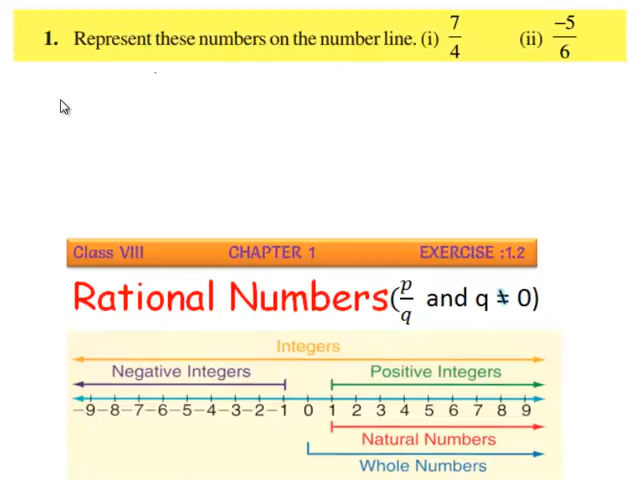 1. Represent these numbers on the number line. (i) 7/4 (ii) -5/6
Class VIII CHAPTER 1 EXERCISE :1.2
Rational Numbers(p/q and q ≠ 0)
Integers
Negative Integers Positive Integers
-9 -8 -7 -6 -5 -4 -3 -2 -1 0 1 2 3 4 5 6 7 8 9
Natural Numbers
Whole Numbers